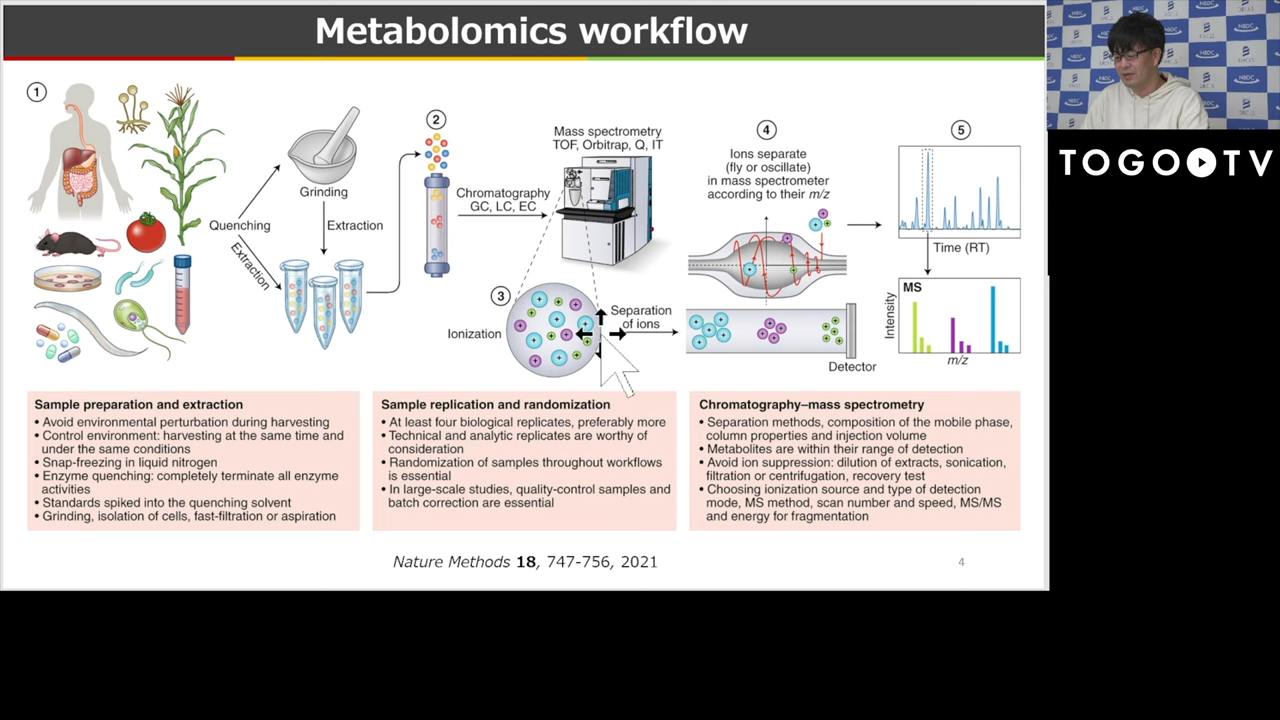 Metabolomics workflow
1
Quenching
Grinding
Extraction
Extraction
2
Chromatography
GC, LC, EC
Mass spectrometry
TOF, Orbitrap, Q, IT
3
Ionization
Separation
of ions
4
Ions separate
(fly or oscillate)
in mass spectrometer
according to their m/z
Detector
5
Time (RT)
MS
Intensity
m/z
Sample preparation and extraction
• Avoid environmental perturbation during harvesting
• Control environment: harvesting at the same time and
under the same conditions
• Snap-freezing in liquid nitrogen
• Enzyme quenching: completely terminate all enzyme
activities
• Standards spiked into the quenching solvent
• Grinding, isolation of cells, fast-filtration or aspiration
Sample replication and randomization
• At least four biological replicates, preferably more
• Technical and analytic replicates are worthy of
consideration
• Randomization of samples throughout workflows
is essential
• In large-scale studies, quality-control samples and
batch correction are essential
Chromatography–mass spectrometry
• Separation methods, composition of the mobile phase,
column properties and injection volume
• Metabolites are within their range of detection
• Avoid ion suppression: dilution of extracts, sonication,
filtration or centrifugation, recovery test
• Choosing ionization source and type of detection
mode, MS method, scan number and speed, MS/MS
and energy for fragmentation
Nature Methods 18, 747-756, 2021
4
NBDC
TOGO TV